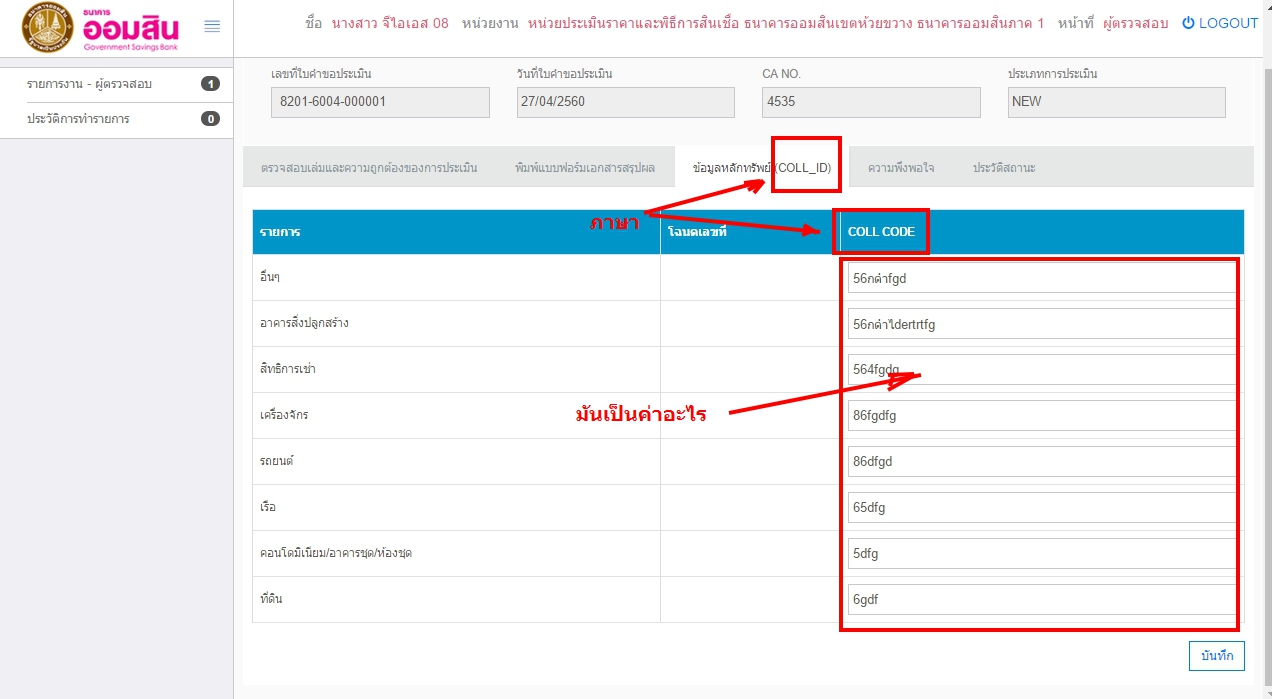 ธนาคาร
ออมสิน
Government Savings Bank
ชื่อ นางสาว จีไอเอส 08 หน่วยงาน หน่วยประเมินราคาและพิธีการสินเชื่อ ธนาคารออมสินเขตห้วยขวาง ธนาคารออมสินภาค 1 หน้าที่ ผู้ตรวจสอบ LOGOUT
รายการงาน - ผู้ตรวจสอบ 1
ประวัติการทำรายการ 0
เลขที่ใบคำขอประเมิน วันที่ใบคำขอประเมิน CA NO. ประเภทการประเมิน
8201-6004-000001 27/04/2560 4535 NEW
ตรวจสอบเล่มและความถูกต้องของการประเมิน พิมพ์แบบฟอร์มเอกสารสรุปผล ข้อมูลหลักทรัพย์ (COLL_ID) ความพึงพอใจ ประวัติสถานะ
ภาษา
รายการ โฉนดเลขที่ COLL CODE
อื่นๆ 56กดำfgd
อาคารสิ่งปลูกสร้าง 56กดำไdertrtfg
สิทธิการเช่า 564fgdg
มันเป็นค่าอะไร
เครื่องจักร 86fgdfg
รถยนต์ 86dfgd
เรือ 65dfg
คอนโดมิเนียม/อาคารชุด/ห้องชุด 5dfg
ที่ดิน 6gdf
บันทึก